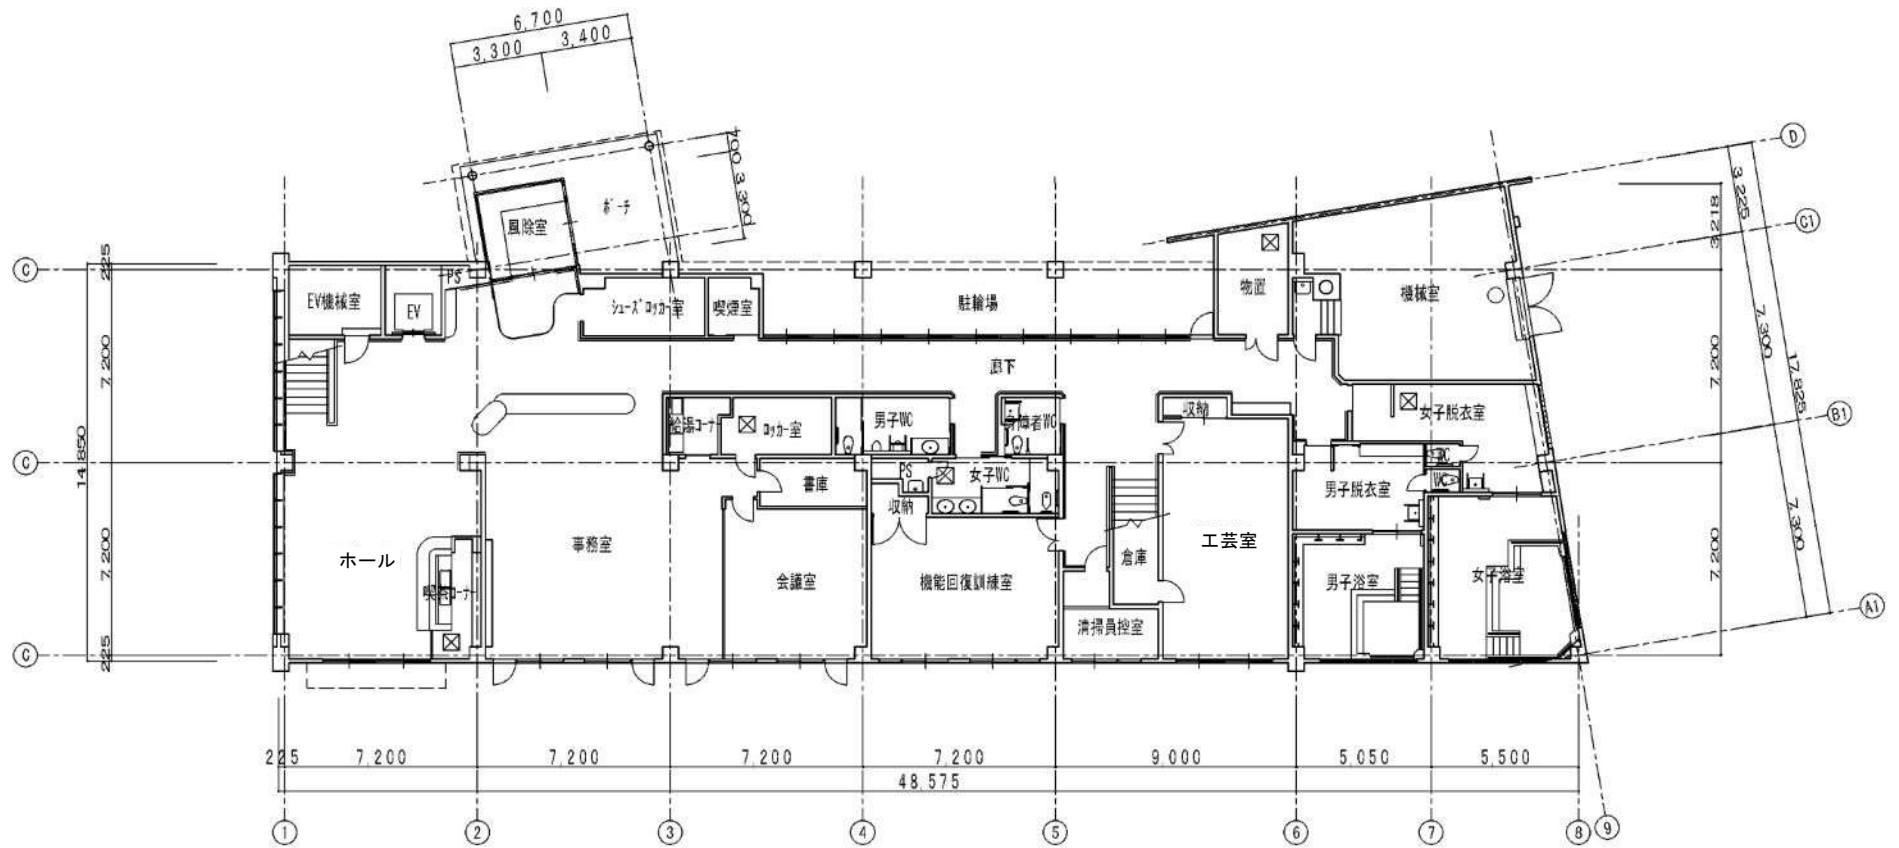 6,700
3,300
3,400
700
3,300
D
3,225
3,218
C1
ポーチ
風除室
225
C
PS
EV機械室
EV
シューズロッカー室
喫煙室
駐輪場
物置
機械室
7,200
7,200
7,300
17,825
廊下
B1
給湯コーナー
ロッカー室
男子WC
身障者WC
収納
女子脱衣室
14,850
C
書庫
PS
女子WC
WC
WC
男子脱衣室
収納
7,200
7,200
7,300
ホール
喫茶コーナー
事務室
会議室
機能回復訓練室
倉庫
工芸室
男子浴室
女子浴室
清掃員控室
A1
C
225
225
7,200
7,200
7,200
7,200
9,000
5,050
5,500
48,575
1
2
3
4
5
6
7
8
9